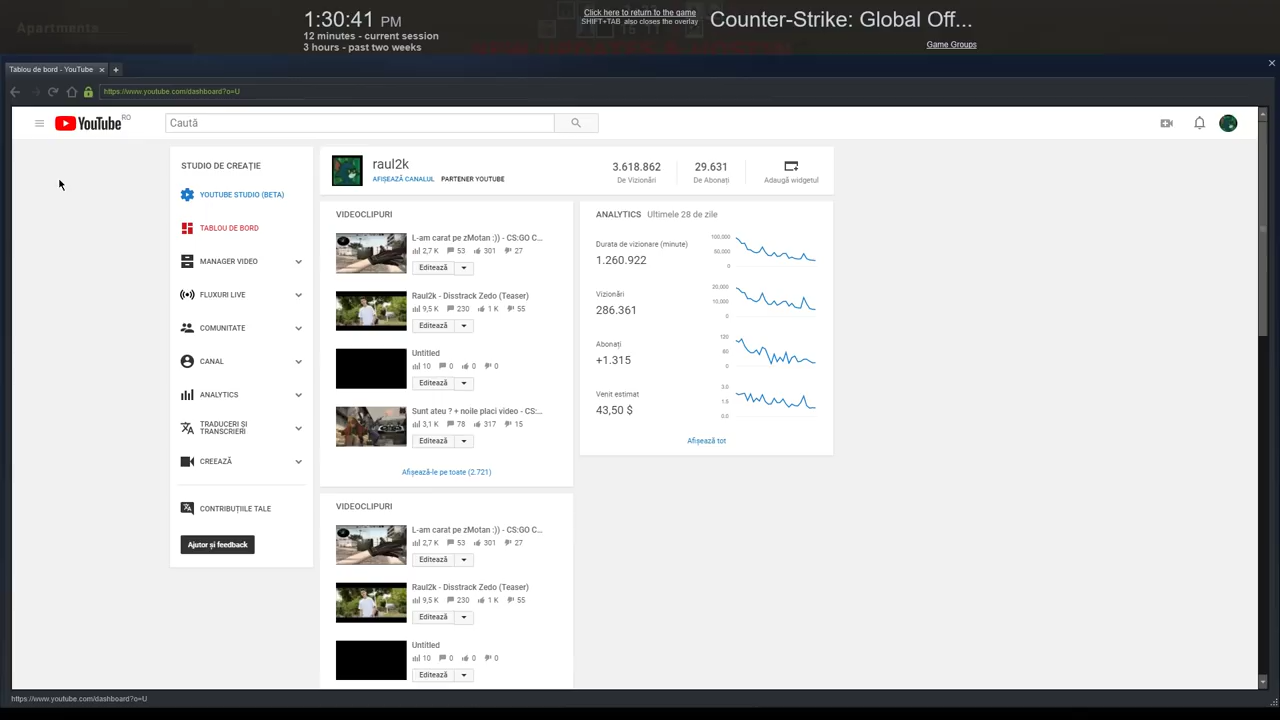 Apartments
1:30:41 PM
12 minutes - current session
3 hours - past two weeks
Click here to return to the game
SHIFT+TAB also closes the overlay
Counter-Strike: Global Off...
Game Groups
Tablou de bord - YouTube
https://www.youtube.com/dashboard?o=U
YouTube RO
Caută
STUDIO DE CREAȚIE
YOUTUBE STUDIO (BETA)
TABLOU DE BORD
MANAGER VIDEO
FLUXURI LIVE
COMUNITATE
CANAL
ANALYTICS
TRADUCERI ȘI
TRANSCRIERI
CREEAZĂ
CONTRIBUȚIILE TALE
Ajutor și feedback
raul2k
AFIȘEAZĂ CANALUL PARTENER YOUTUBE
3.618.862
De Vizionări
29.631
De Abonați
Adaugă widgetul
VIDEOCLIPURI
L-am carat pe zMotan :)) - CS:GO C...
2,7 K 53 301 27
Editează
Raul2k - Disstrack Zedo (Teaser)
9,5 K 230 1 K 55
Editează
Untitled
10 0 0 0
Editează
Sunt ateu ? + noile placi video - CS:...
3,1 K 78 317 15
Editează
Afișează-le pe toate (2.721)
ANALYTICS Ultimele 28 de zile
Durata de vizionare (minute)
1.260.922
100,000
50,000
0
Vizionări
286.361
20,000
10,000
0
Abonați
+1.315
120
60
0
Venit estimat
43,50 $
3.0
1.5
0.0
Afișează tot
VIDEOCLIPURI
L-am carat pe zMotan :)) - CS:GO C...
2,7 K 53 301 27
Editează
Raul2k - Disstrack Zedo (Teaser)
9,5 K 230 1 K 55
Editează
Untitled
10 0 0 0
Editează
https://www.youtube.com/dashboard?o=U